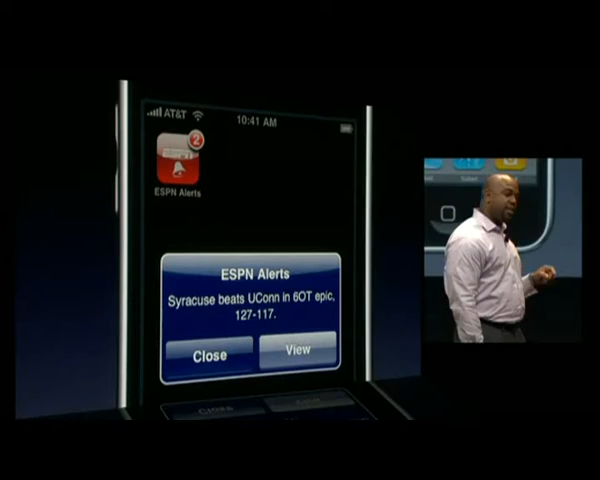 AT&T
10:41 AM
2
ESPN Alerts
ESPN Alerts
Syracuse beats UConn in 6OT epic,
127-117.
Close
View